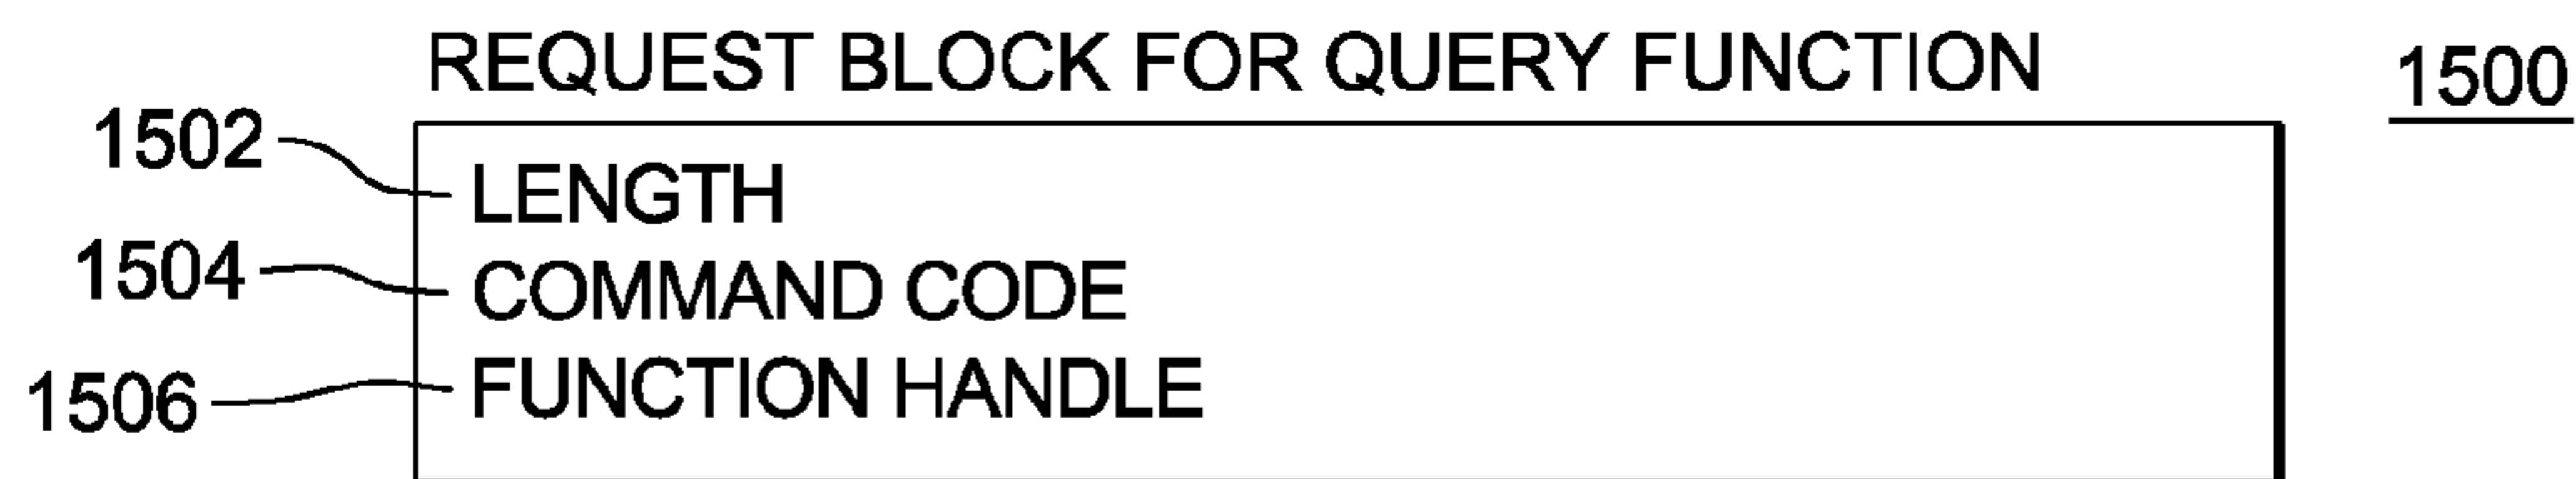 REQUEST BLOCK FOR QUERY FUNCTION
1500
1502
LENGTH
1504
COMMAND CODE
1506
FUNCTION HANDLE